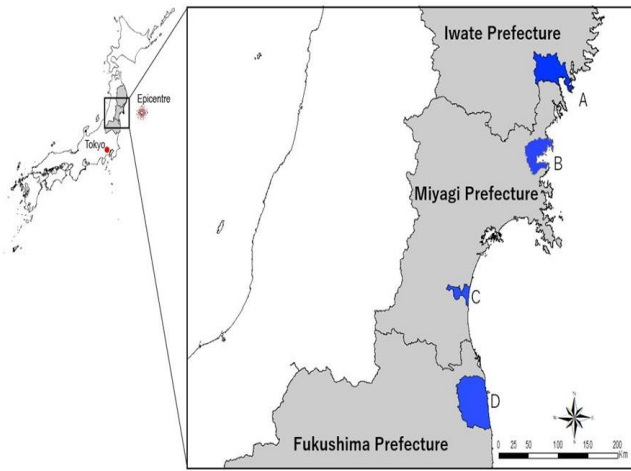 Iwate Prefecture
A
Epicentre
Tokyo
B
Miyagi Prefecture
C
D
Fukushima Prefecture
0 25 50 100 150 200
Km